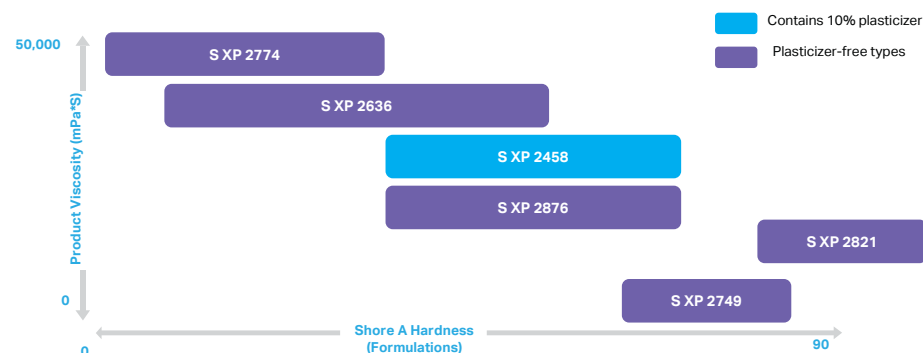 Contains 10% plasticizer
50,000
Plasticizer-free types
S XP 2774
S XP 2636
Product Viscosity (mPa*S)
S XP 2458
S XP 2876
S XP 2821
0
S XP 2749
Shore A Hardness
(Formulations)
0
90